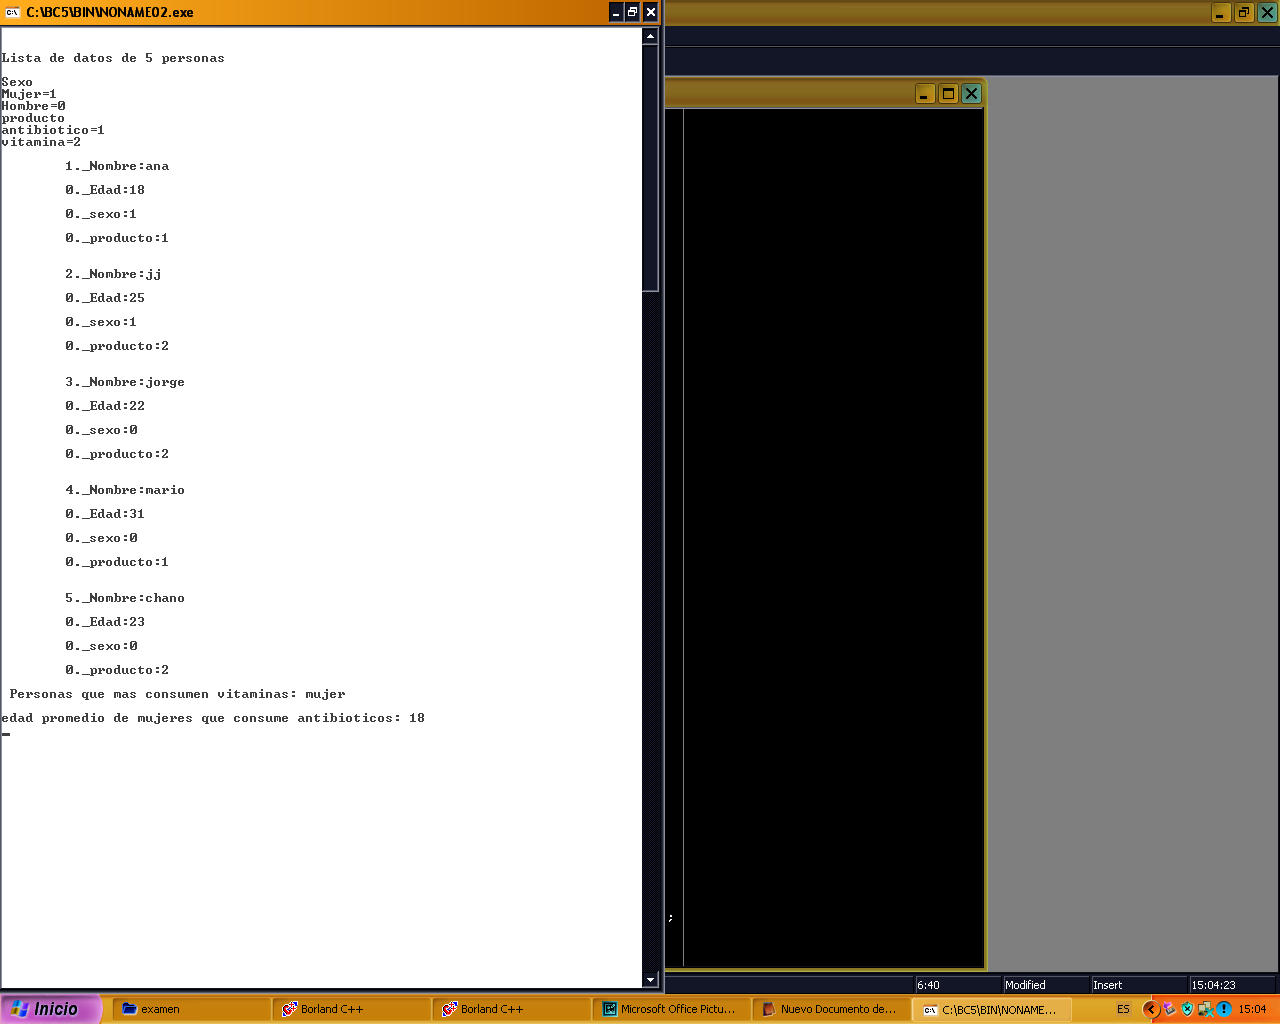 C:\BC5\BIN\NONAME02.exe
Lista de datos de 5 personas
Sexo
Mujer=1
Hombre=0
producto
antibiotico=1
vitamina=2
1._Nombre:ana
0._Edad:18
0._sexo:1
0._producto:1
2._Nombre:jj
0._Edad:25
0._sexo:1
0._producto:2
3._Nombre:jorge
0._Edad:22
0._sexo:0
0._producto:2
4._Nombre:mario
0._Edad:31
0._sexo:0
0._producto:1
5._Nombre:chano
0._Edad:23
0._sexo:0
0._producto:2
Personas que mas consumen vitaminas: mujer
edad promedio de mujeres que consume antibioticos: 18
;
6:40 Modified Insert 15:04:23
Inicio examen Borland C++ Borland C++ Microsoft Office Pictu... Nuevo Documento de... C:\BC5\BIN\NONAME... ES 15:04